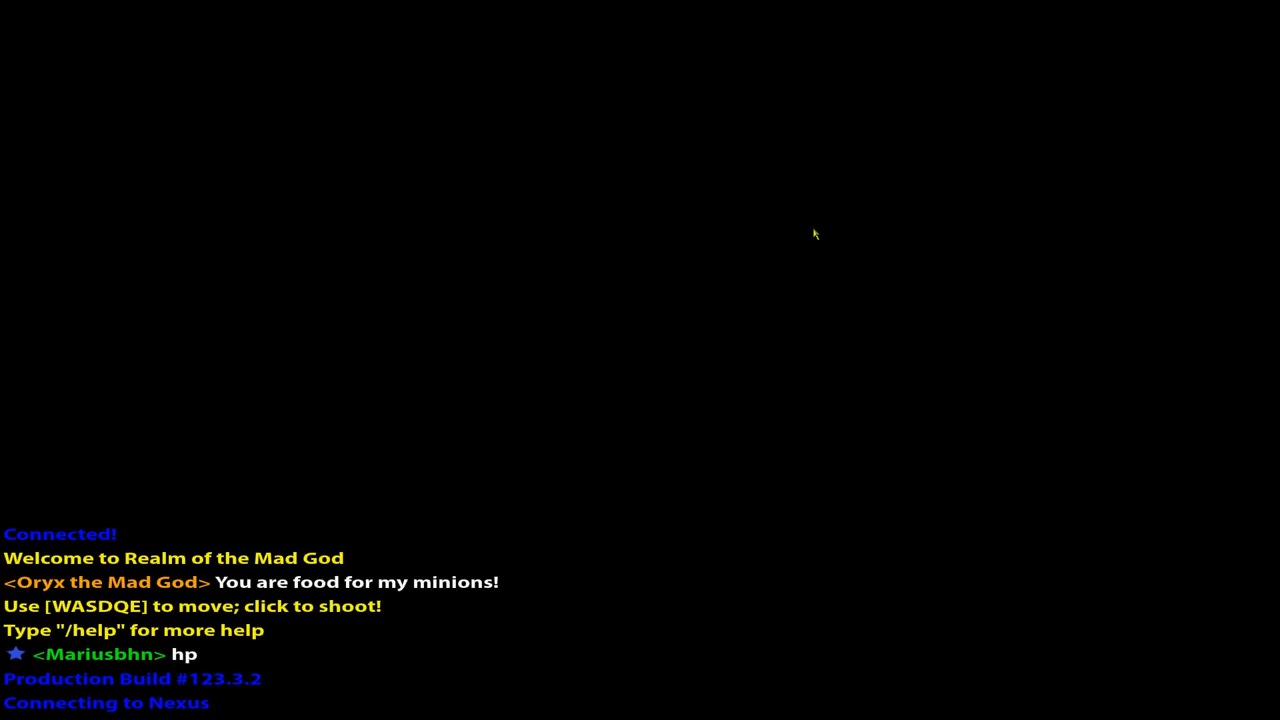 Connected!
Welcome to Realm of the Mad God
<Oryx the Mad God> You are food for my minions!
Use [WASDQE] to move; click to shoot!
Type "/help" for more help
<Mariusbhn> hp
Production Build #123.3.2
Connecting to Nexus